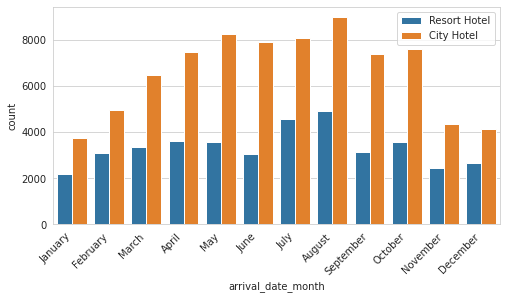 Resort Hotel
City Hotel
8000
6000
4000
2000
0
count
January
February
March
April
May
June
July
August
September
October
November
December
arrival_date_month